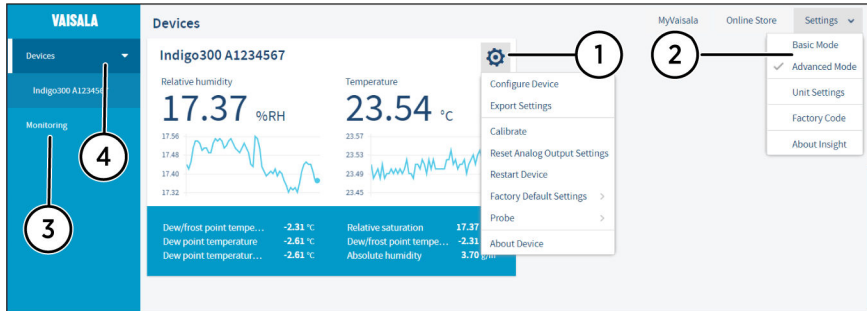 VAISALA
Devices
MyVaisala Online Store Settings
Devices
Indigo300 A1234567
Monitoring
Indigo300 A1234567
Relative humidity
17.37 %RH
17.56
17.48
17.40
17.32
Temperature
23.54 °C
23.57
23.53
23.49
23.45
Dew/frost point tempe... -2.31 °C
Dew point temperature -2.61 °C
Dew point temperatur... -2.61 °C
Relative saturation 17.37
Dew/frost point tempe... -2.31
Absolute humidity 3.70
Configure Device
Export Settings
Calibrate
Reset Analog Output Settings
Restart Device
Factory Default Settings
Probe
About Device
Basic Mode
Advanced Mode
Unit Settings
Factory Code
About Insight
1
2
3
4